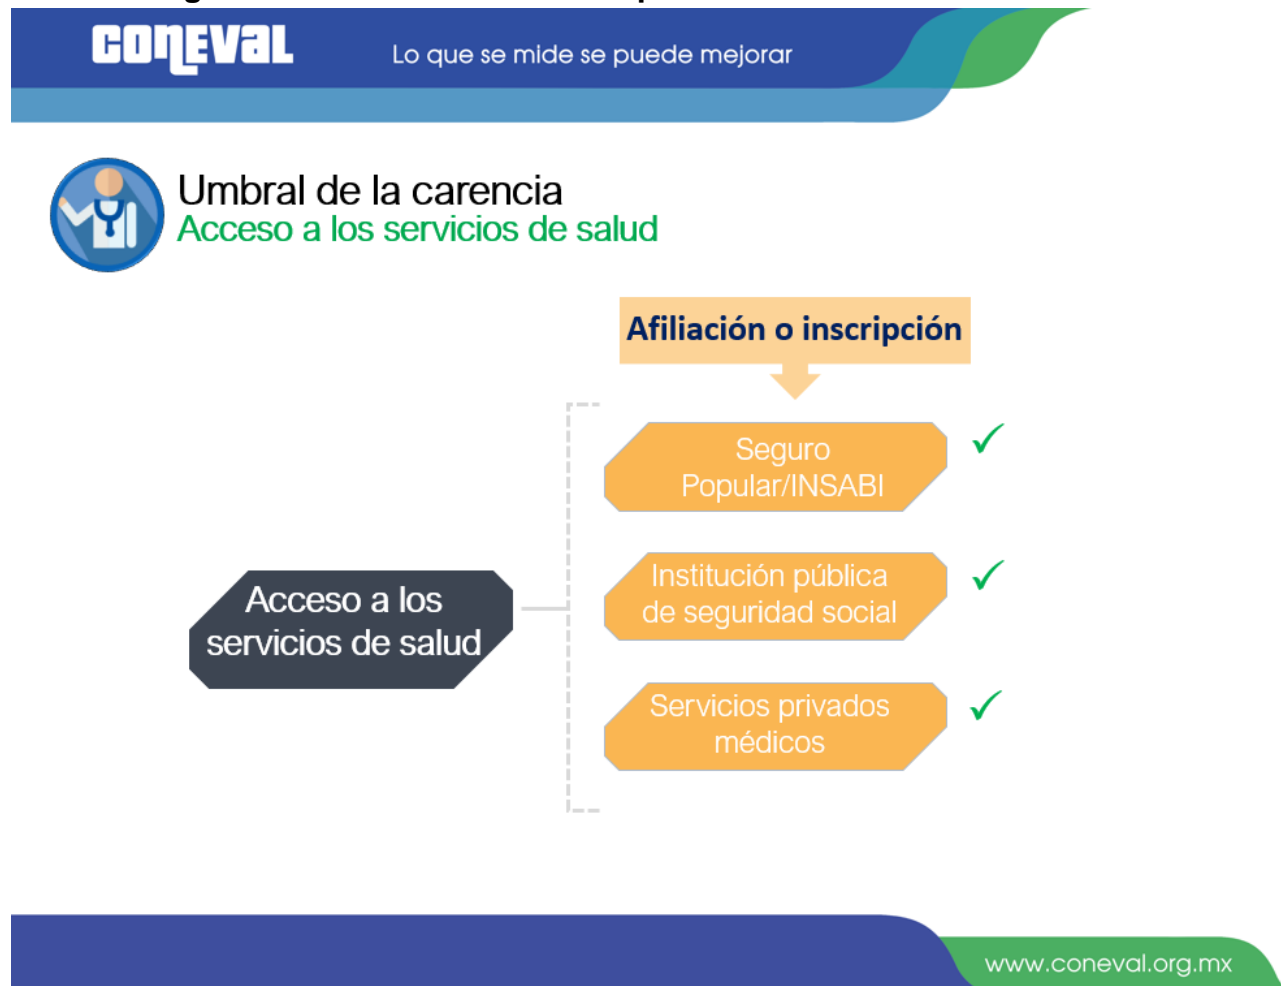 CONEVAL
Lo que se mide se puede mejorar
Umbral de la carencia
Acceso a los servicios de salud
Afiliación o inscripción
Seguro
Popular/INSABI
Institución pública
de seguridad social
Acceso a los
servicios de salud
Servicios privados
médicos
www.coneval.org.mx